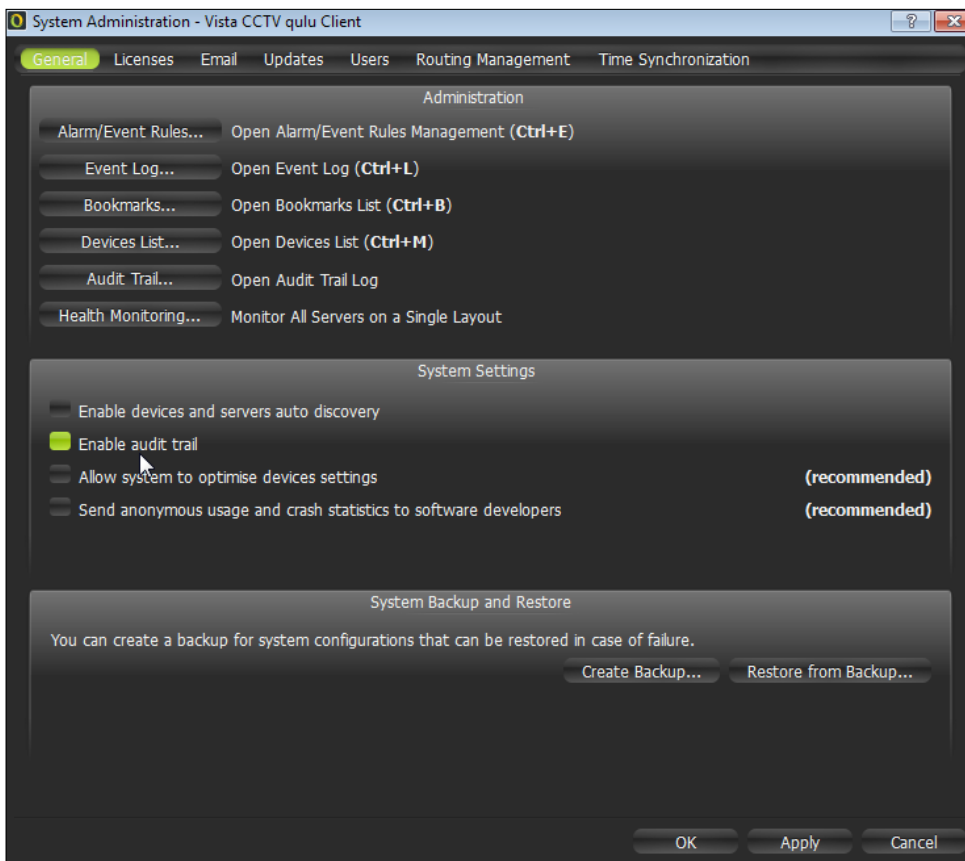 System Administration - Vista CCTV qulu Client
General Licenses Email Updates Users Routing Management Time Synchronization
Administration
Alarm/Event Rules... Open Alarm/Event Rules Management (Ctrl+E)
Event Log... Open Event Log (Ctrl+L)
Bookmarks... Open Bookmarks List (Ctrl+B)
Devices List... Open Devices List (Ctrl+M)
Audit Trail... Open Audit Trail Log
Health Monitoring... Monitor All Servers on a Single Layout
System Settings
Enable devices and servers auto discovery
Enable audit trail
Allow system to optimise devices settings (recommended)
Send anonymous usage and crash statistics to software developers (recommended)
System Backup and Restore
You can create a backup for system configurations that can be restored in case of failure.
Create Backup... Restore from Backup...
OK Apply Cancel